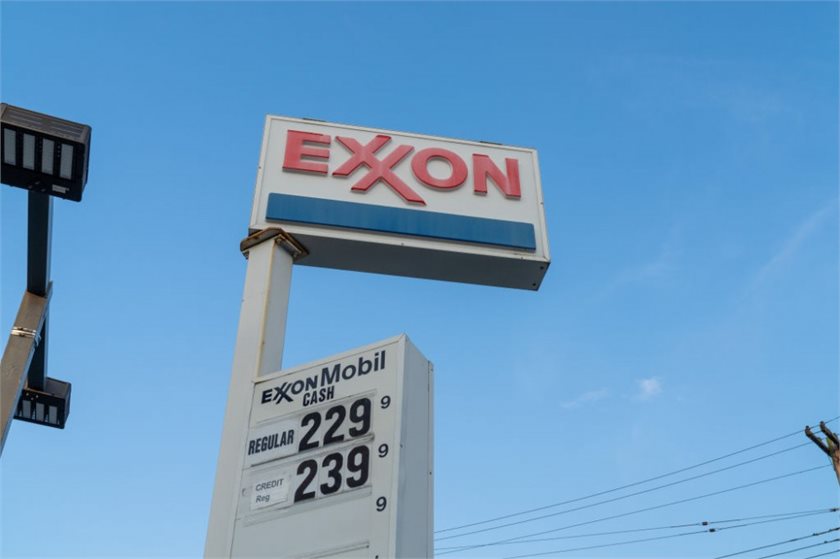 EXXON
EXXONMobil
CASH
REGULAR 229 9
CREDIT
Reg 239 9
9